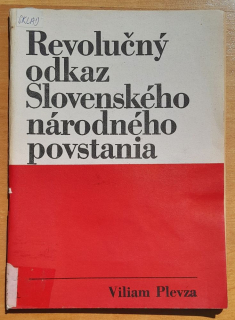 Revolučný
odkaz
Slovenského
národného
povstania
Viliam Plevza